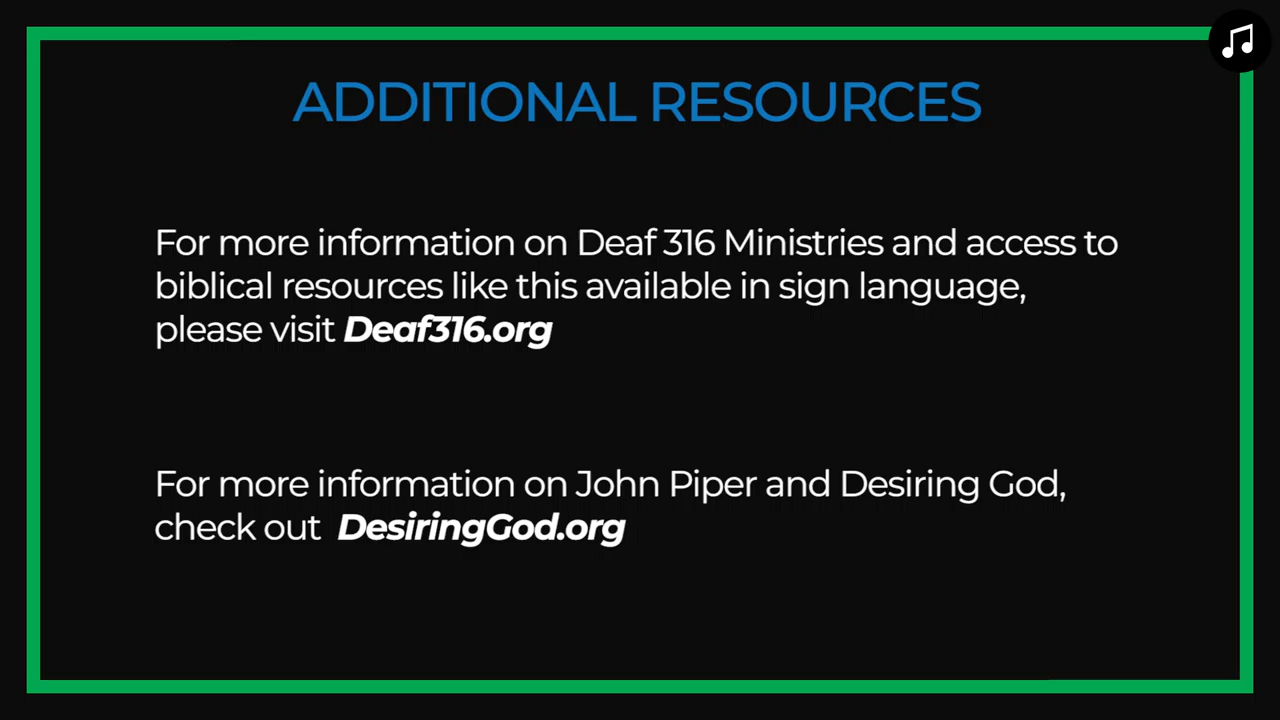 ADDITIONAL RESOURCES
For more information on Deaf 316 Ministries and access to
biblical resources like this available in sign language,
please visit Deaf316.org
For more information on John Piper and Desiring God,
check out  DesiringGod.org